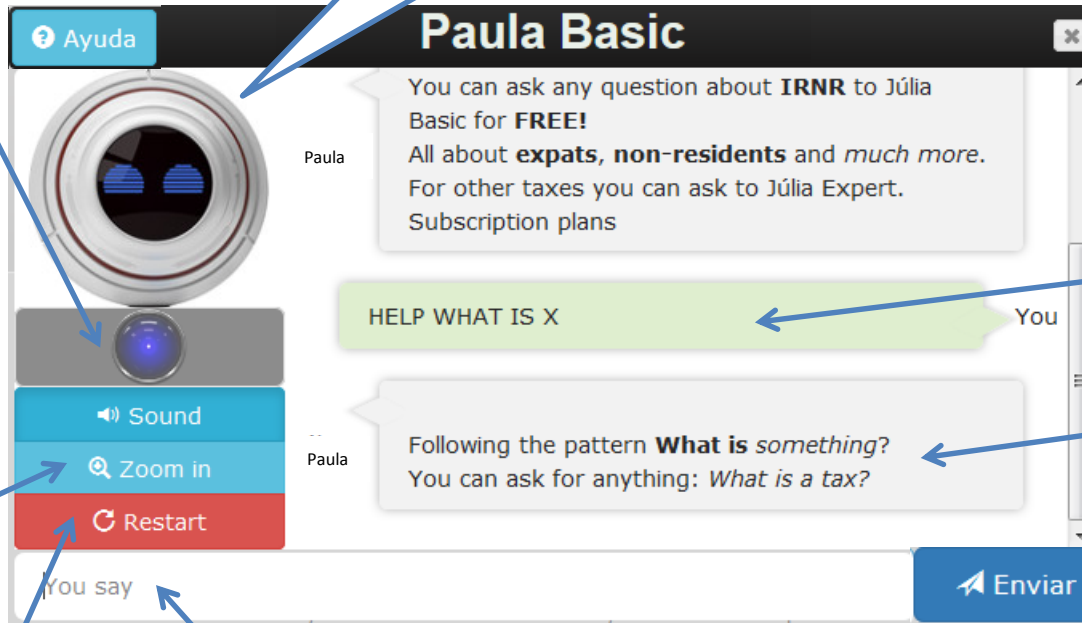 Ayuda
Paula Basic
Paula
You can ask any question about IRNR to Júlia
Basic for FREE!
All about expats, non-residents and much more.
For other taxes you can ask to Júlia Expert.
Subscription plans
HELP WHAT IS X
You
Paula
Following the pattern What is something?
You can ask for anything: What is a tax?
Sound
Zoom in
Restart
You say
Enviar